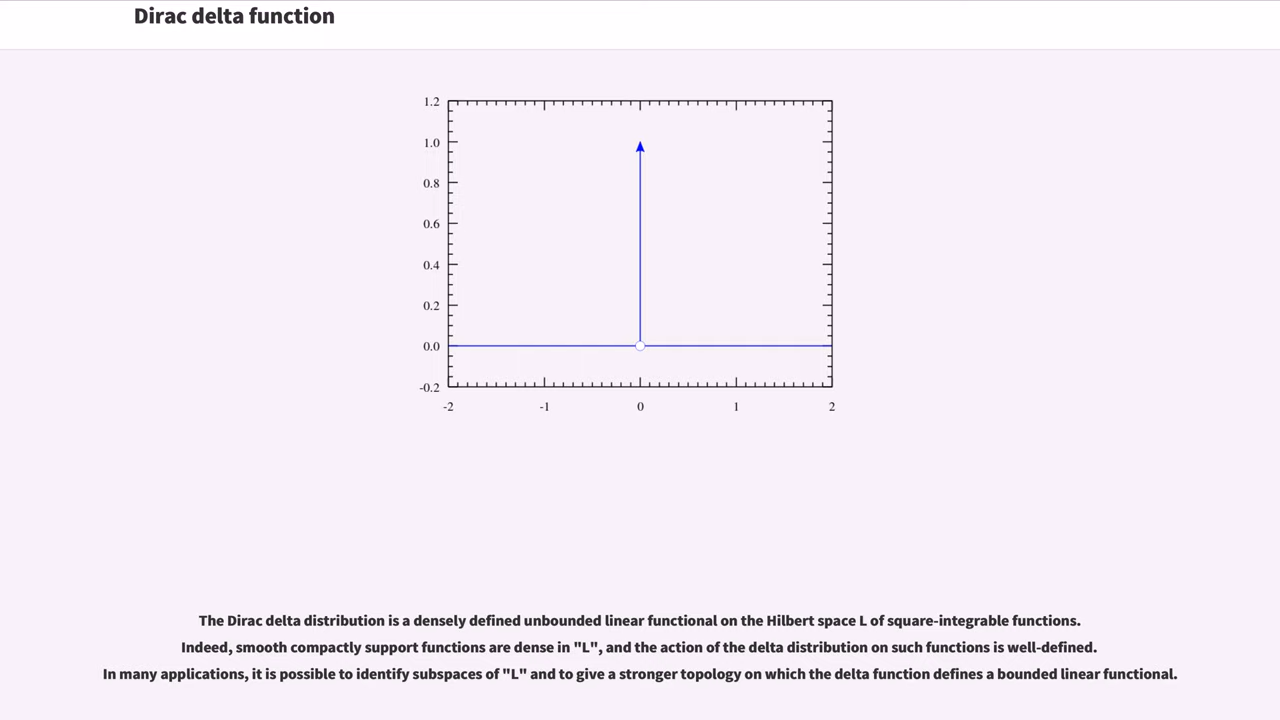 Dirac delta function
1.2
1.0
0.8
0.6
0.4
0.2
0.0
-0.2
-2 -1 0 1 2
The Dirac delta distribution is a densely defined unbounded linear functional on the Hilbert space L of square-integrable functions.
Indeed, smooth compactly support functions are dense in "L", and the action of the delta distribution on such functions is well-defined.
In many applications, it is possible to identify subspaces of "L" and to give a stronger topology on which the delta function defines a bounded linear functional.